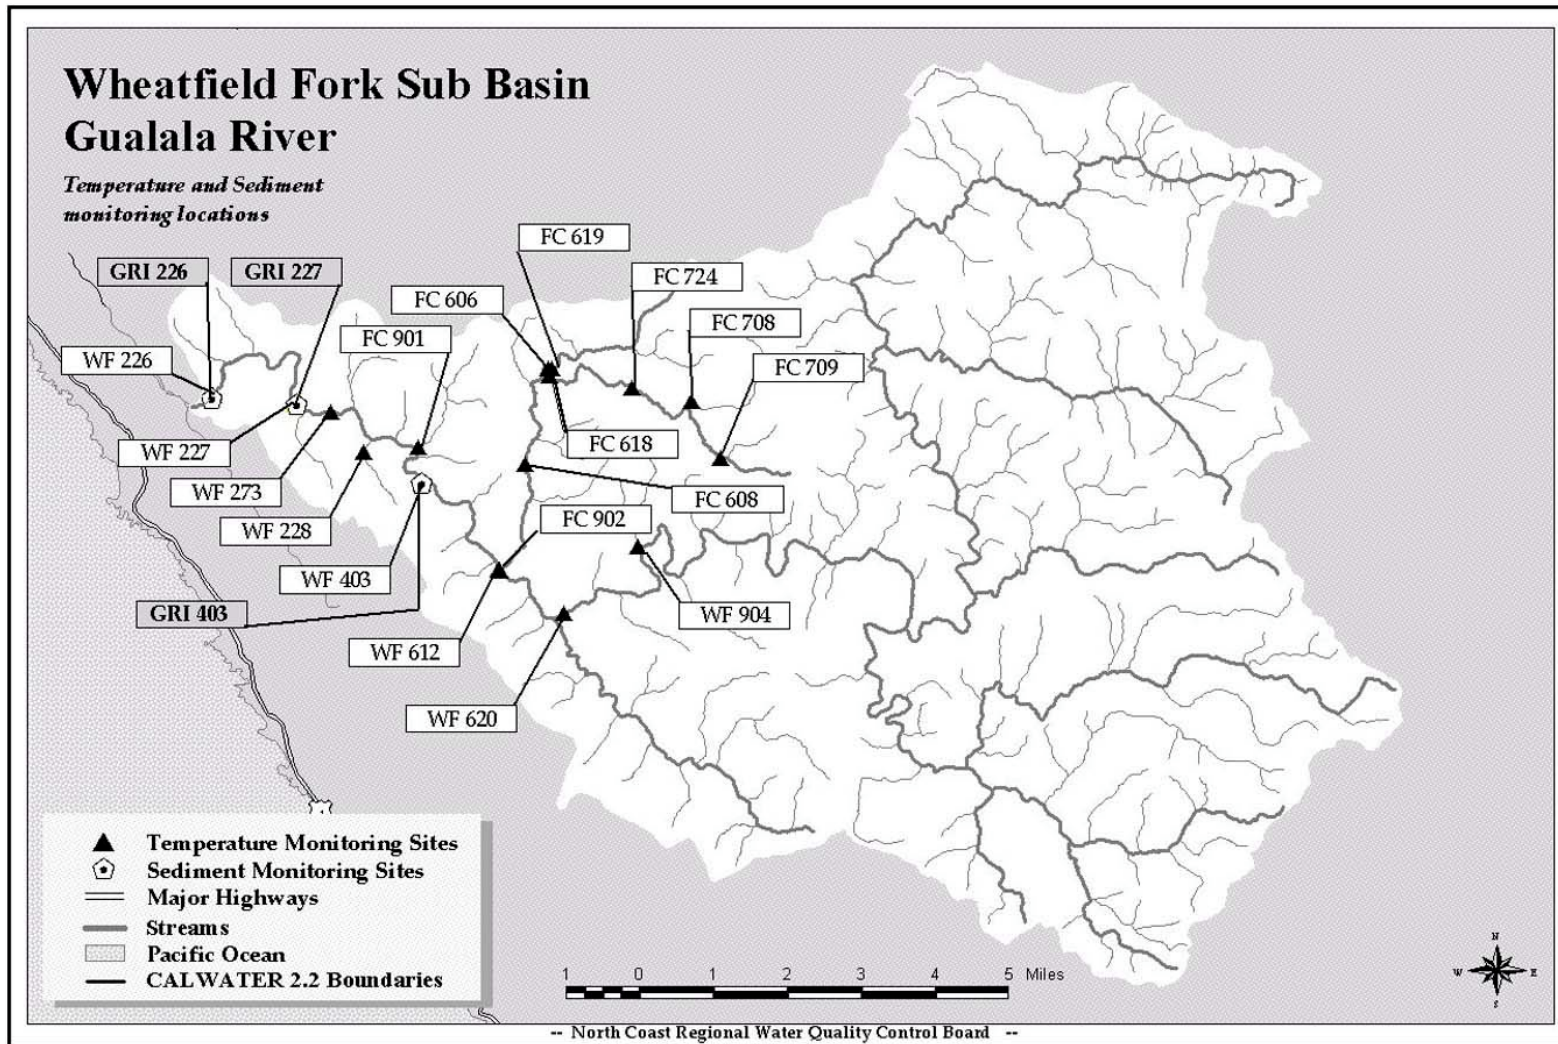 Wheatfield Fork Sub Basin
Gualala River
Temperature and Sediment
monitoring locations
FC 619
GRI 226
GRI 227
FC 724
FC 606
FC 708
FC 901
WF 226
FC 709
WF 227
FC 618
WF 273
FC 608
WF 228
FC 902
WF 403
GRI 403
WF 904
WF 612
WF 620
Temperature Monitoring Sites
Sediment Monitoring Sites
Major Highways
Streams
Pacific Ocean
CALWATER 2.2 Boundaries
1 0 1 2 3 4 5 Miles
N
W E
S
-- North Coast Regional Water Quality Control Board --